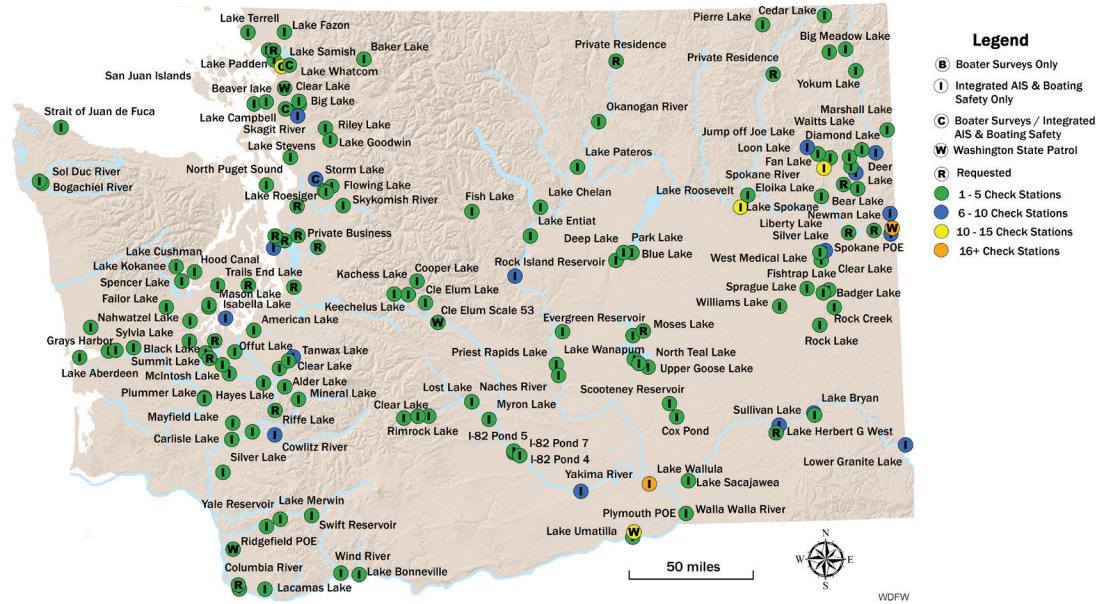 Lake Terrell
Lake Fazon
Lake Samish
Baker Lake
Lake Padden
Lake Whatcom
San Juan Islands
Clear Lake
Beaver lake
Big Lake
Lake Campbell
Skagit River
Riley Lake
Lake Goodwin
Lake Stevens
Strait of Juan de Fuca
Sol Duc River
Bogachiel River
North Puget Sound
Storm Lake
Flowing Lake
Lake Roesiger
Skykomish River
Private Business
Lake Cushman
Hood Canal
Lake Kokanee
Trails End Lake
Spencer Lake
Mason Lake
Failor Lake
Isabella Lake
Nahwatzel Lake
American Lake
Sylvia Lake
Grays Harbor
Black Lake
Offut Lake
Tanwax Lake
Summit Lake
Clear Lake
Lake Aberdeen
McIntosh Lake
Alder Lake
Plummer Lake
Hayes Lake
Mineral Lake
Mayfield Lake
Riffe Lake
Carlisle Lake
Cowlitz River
Silver Lake
Yale Reservoir
Lake Merwin
Swift Reservoir
Ridgefield POE
Columbia River
Wind River
Lake Bonneville
Lacamas Lake
Pierre Lake
Cedar Lake
Private Residence
Big Meadow Lake
Private Residence
Yokum Lake
Okanogan River
Marshall Lake
Waitts Lake
Jump off Joe Lake
Diamond Lake
Loon Lake
Fan Lake
Deer
Lake
Lake Pateros
Spokane River
Lake Roosevelt
Eloika Lake
Bear Lake
Lake Spokane
Newman Lake
Liberty Lake
Silver Lake
Spokane POE
Fish Lake
Lake Chelan
Lake Entiat
Deep Lake
Park Lake
Blue Lake
Rock Island Reservoir
West Medical Lake
Clear Lake
Fishtrap Lake
Sprague Lake
Badger Lake
Williams Lake
Rock Creek
Rock Lake
Kachess Lake
Cooper Lake
Cle Elum Lake
Keechelus Lake
Cle Elum Scale 53
Evergreen Reservoir
Moses Lake
Priest Rapids Lake
Lake Wanapum
North Teal Lake
Upper Goose Lake
Lost Lake
Naches River
Scooteney Reservoir
Clear Lake
Myron Lake
Rimrock Lake
Cox Pond
I-82 Pond 5
I-82 Pond 7
I-82 Pond 4
Sullivan Lake
Lake Bryan
Lake Herbert G West
Lower Granite Lake
Yakima River
Lake Wallula
Lake Sacajawea
Plymouth POE
Walla Walla River
Lake Umatilla
50 miles
N
W
E
S
WDFW
Legend
B Boater Surveys Only
I Integrated AIS & Boating
Safety Only
C Boater Surveys / Integrated
AIS & Boating Safety
W Washington State Patrol
R Requested
1 - 5 Check Stations
6 - 10 Check Stations
10 - 15 Check Stations
16+ Check Stations